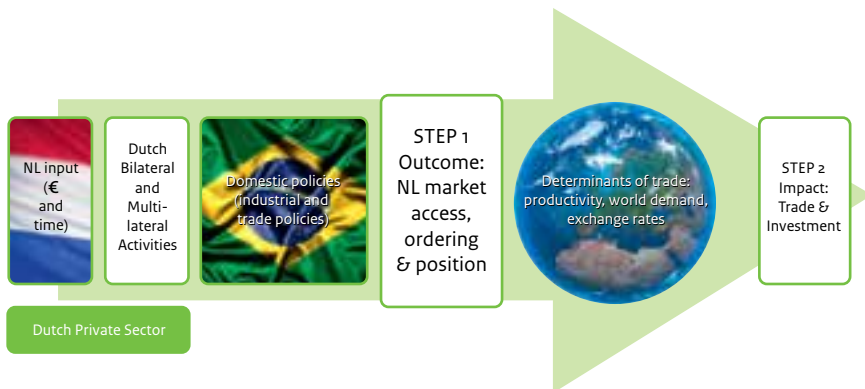 NL input
(€
and
time)
Dutch
Bilateral
and
Multi-
lateral
Activities
Domestic policies
(industrial and
trade policies)
STEP 1
Outcome:
NL market
access,
ordering
& position
Determinants of trade:
productivity, world demand,
exchange rates
STEP 2
Impact:
Trade &
Investment
Dutch Private Sector